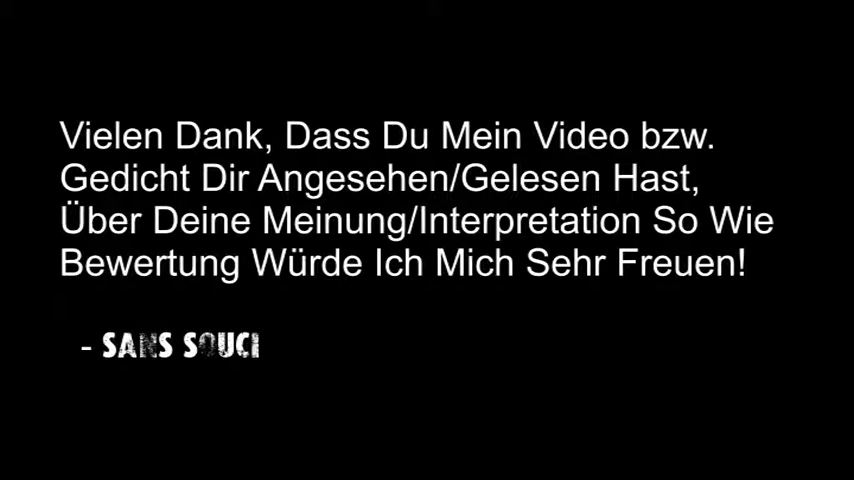 Vielen Dank, Dass Du Mein Video bzw.
Gedicht Dir Angesehen/Gelesen Hast,
Über Deine Meinung/Interpretation So Wie
Bewertung Würde Ich Mich Sehr Freuen!
- SANS SOUCI